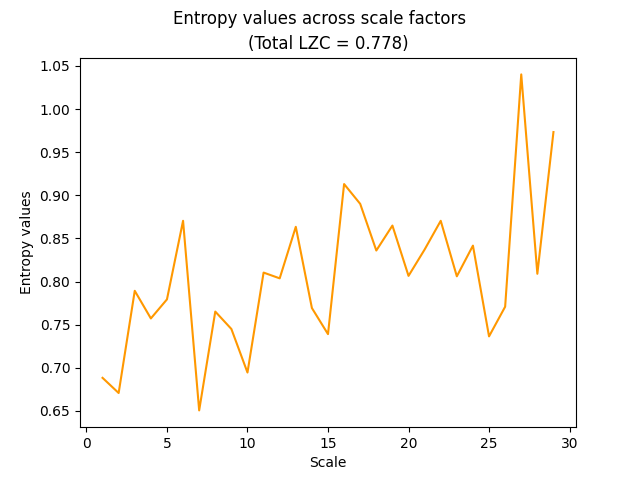 Entropy values across scale factors
(Total LZC = 0.778)
1.05
1.00
0.95
0.90
0.85
0.80
0.75
0.70
0.65
Entropy values
0 5 10 15 20 25 30
Scale